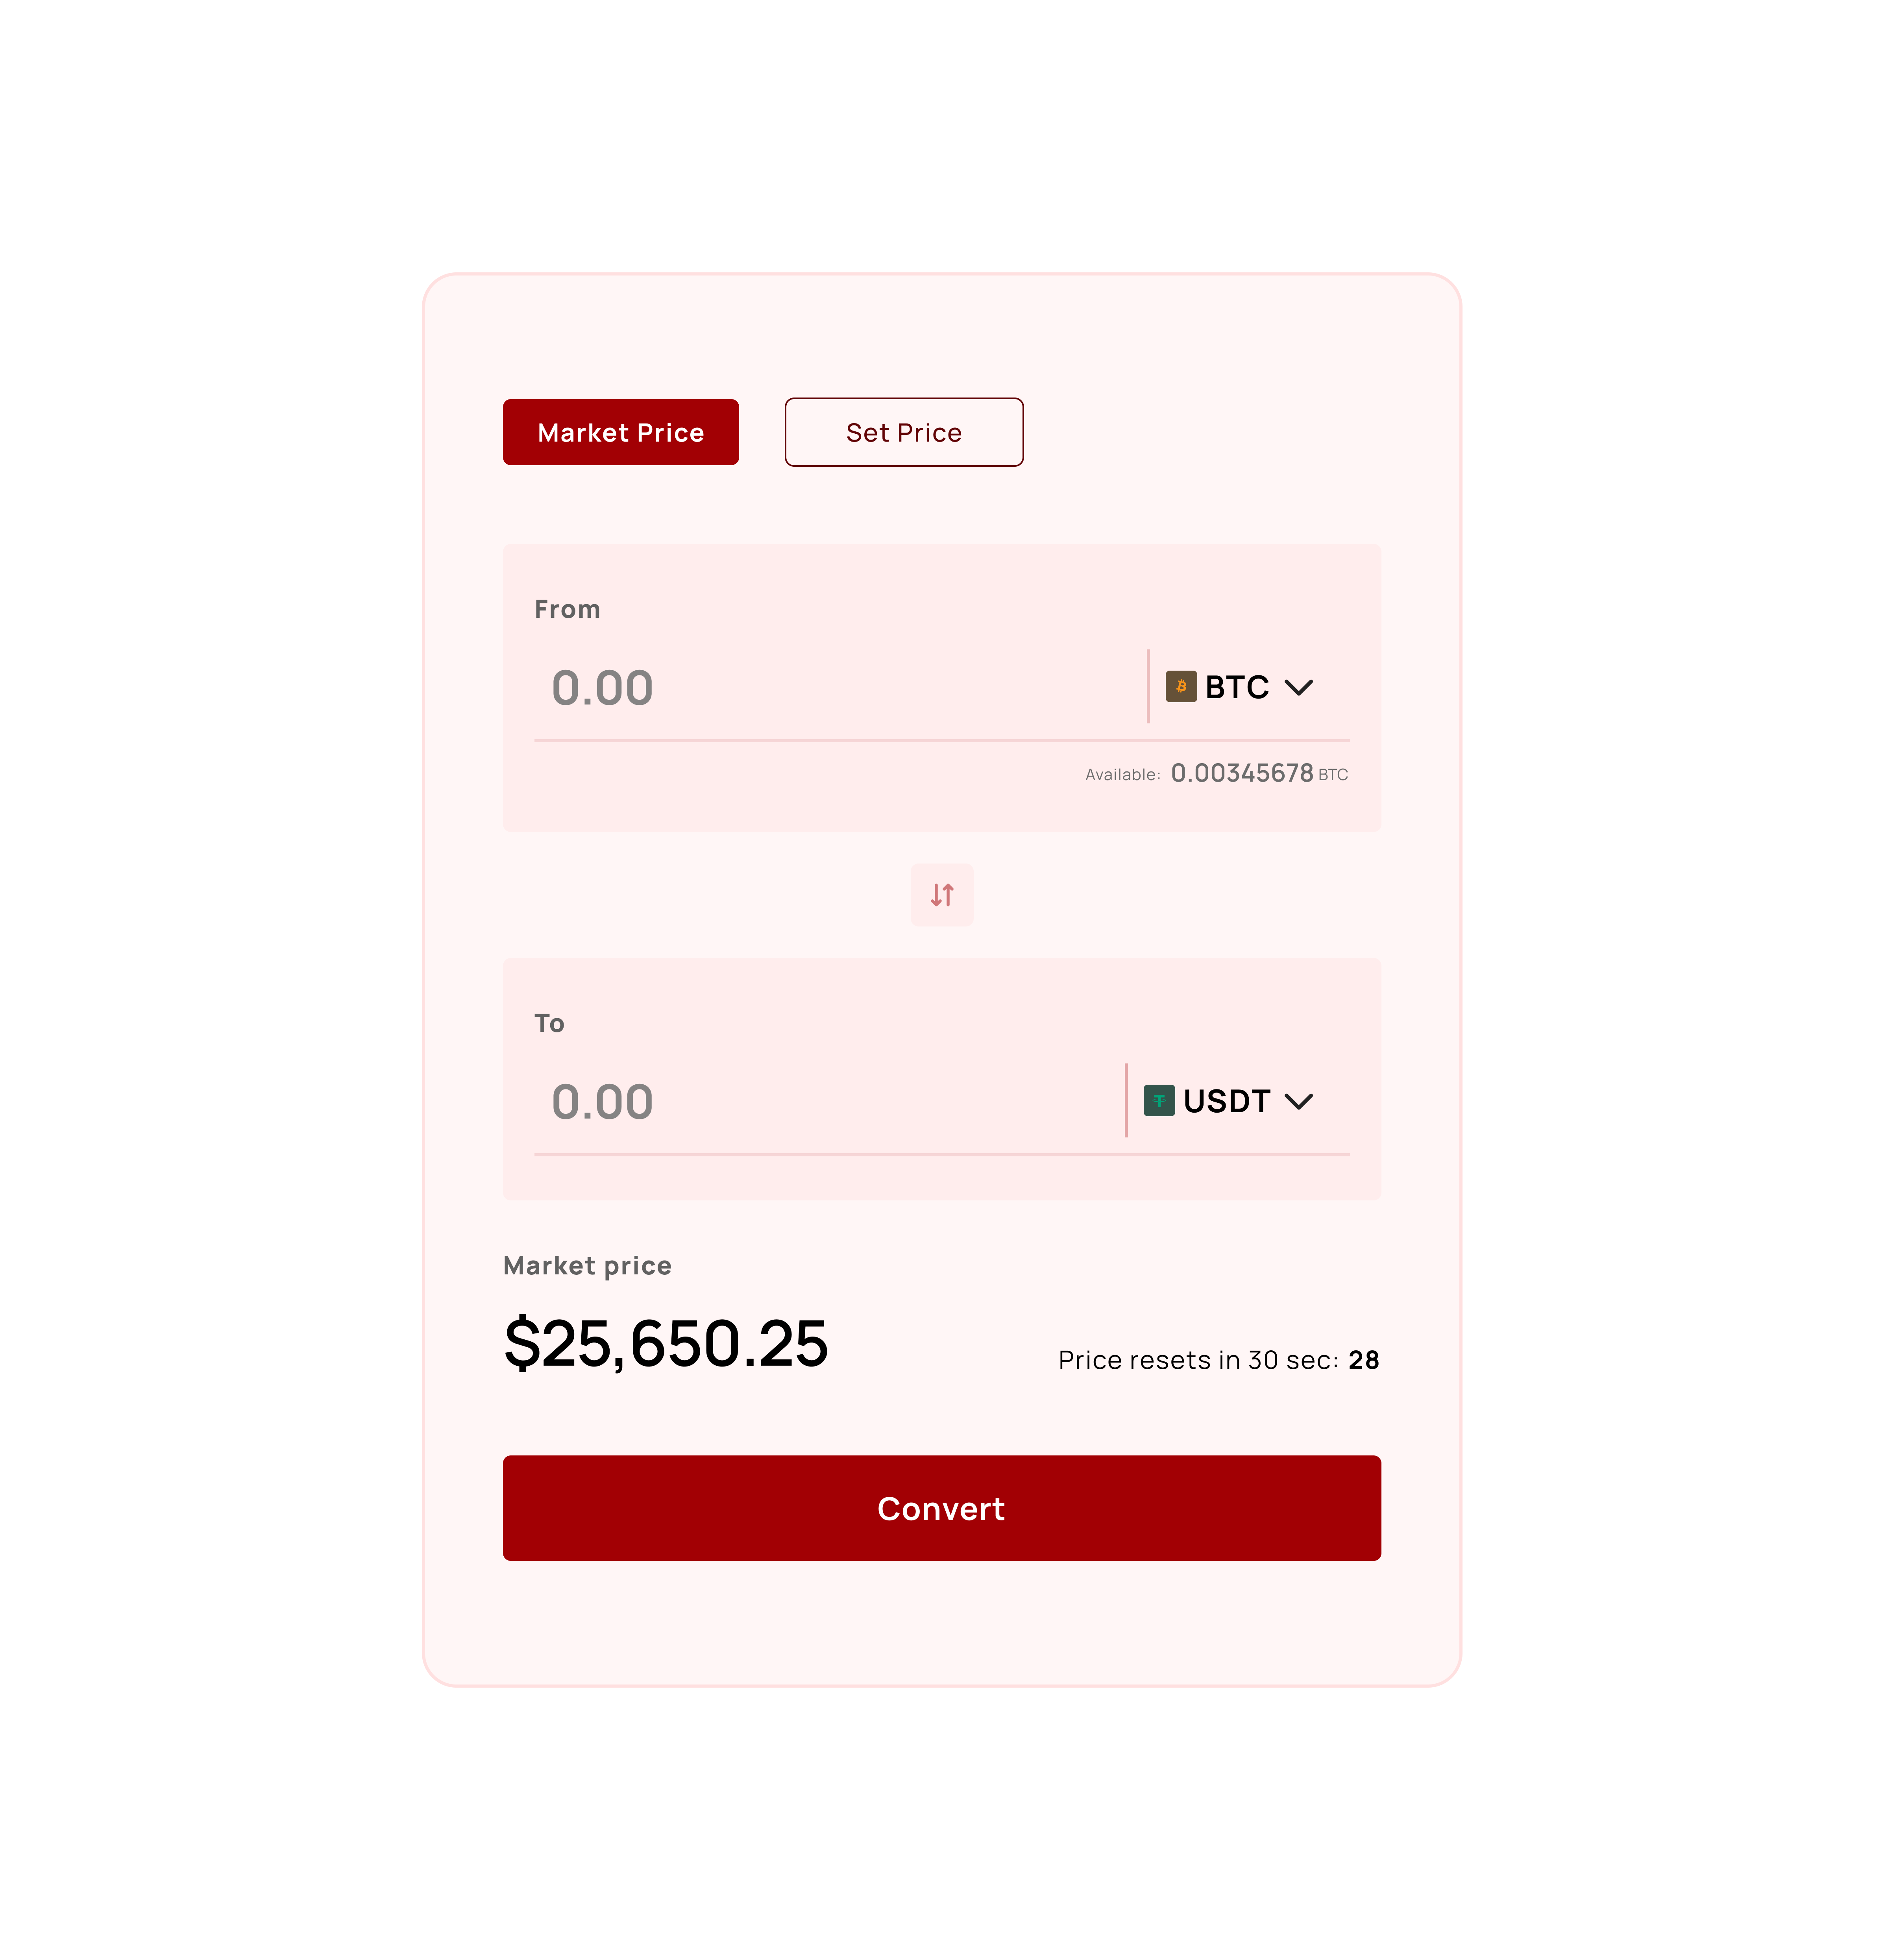 Market Price
Set Price
From
0.00
BTC
Available: 0.00345678 BTC
To
0.00
USDT
Market price
$25,650.25
Price resets in 30 sec: 28
Convert